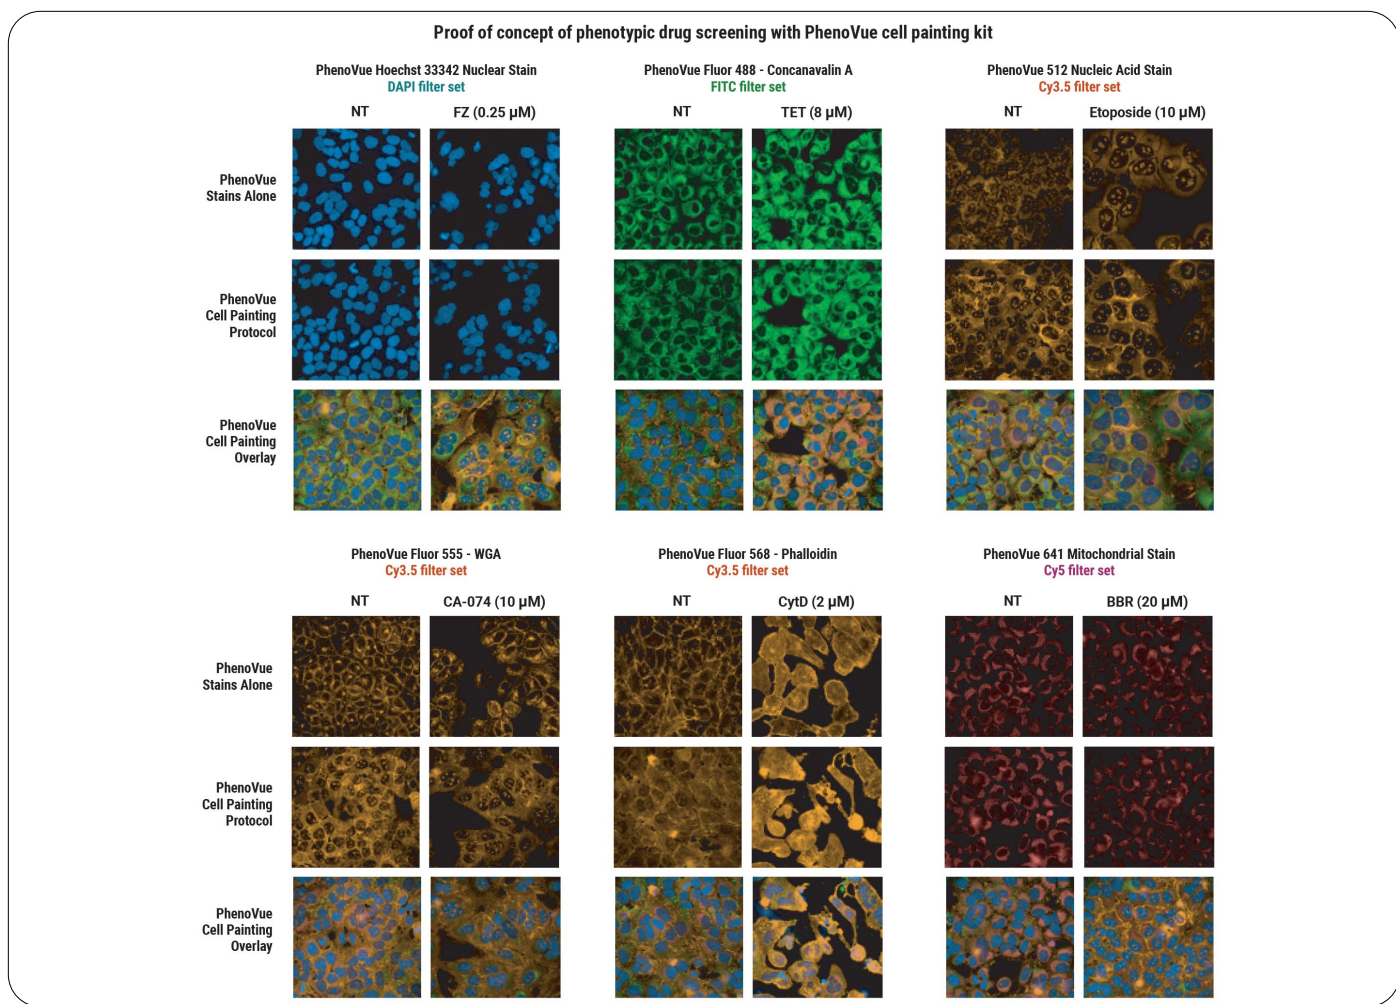 Proof of concept of phenotypic drug screening with PhenoVue cell painting kit
PhenoVue Hoechst 33342 Nuclear Stain
DAPI filter set
NT
FZ (0.25 µM)
PhenoVue Fluor 488 - Concanavalin A
FITC filter set
NT
TET (8 µM)
PhenoVue 512 Nucleic Acid Stain
Cy3.5 filter set
NT
Etoposide (10 µM)
PhenoVue
Stains Alone
PhenoVue
Cell Painting
Protocol
PhenoVue
Cell Painting
Overlay
PhenoVue Fluor 555 - WGA
Cy3.5 filter set
NT
CA-074 (10 µM)
PhenoVue Fluor 568 - Phalloidin
Cy3.5 filter set
NT
CytD (2 µM)
PhenoVue 641 Mitochondrial Stain
Cy5 filter set
NT
BBR (20 µM)
PhenoVue
Stains Alone
PhenoVue
Cell Painting
Protocol
PhenoVue
Cell Painting
Overlay